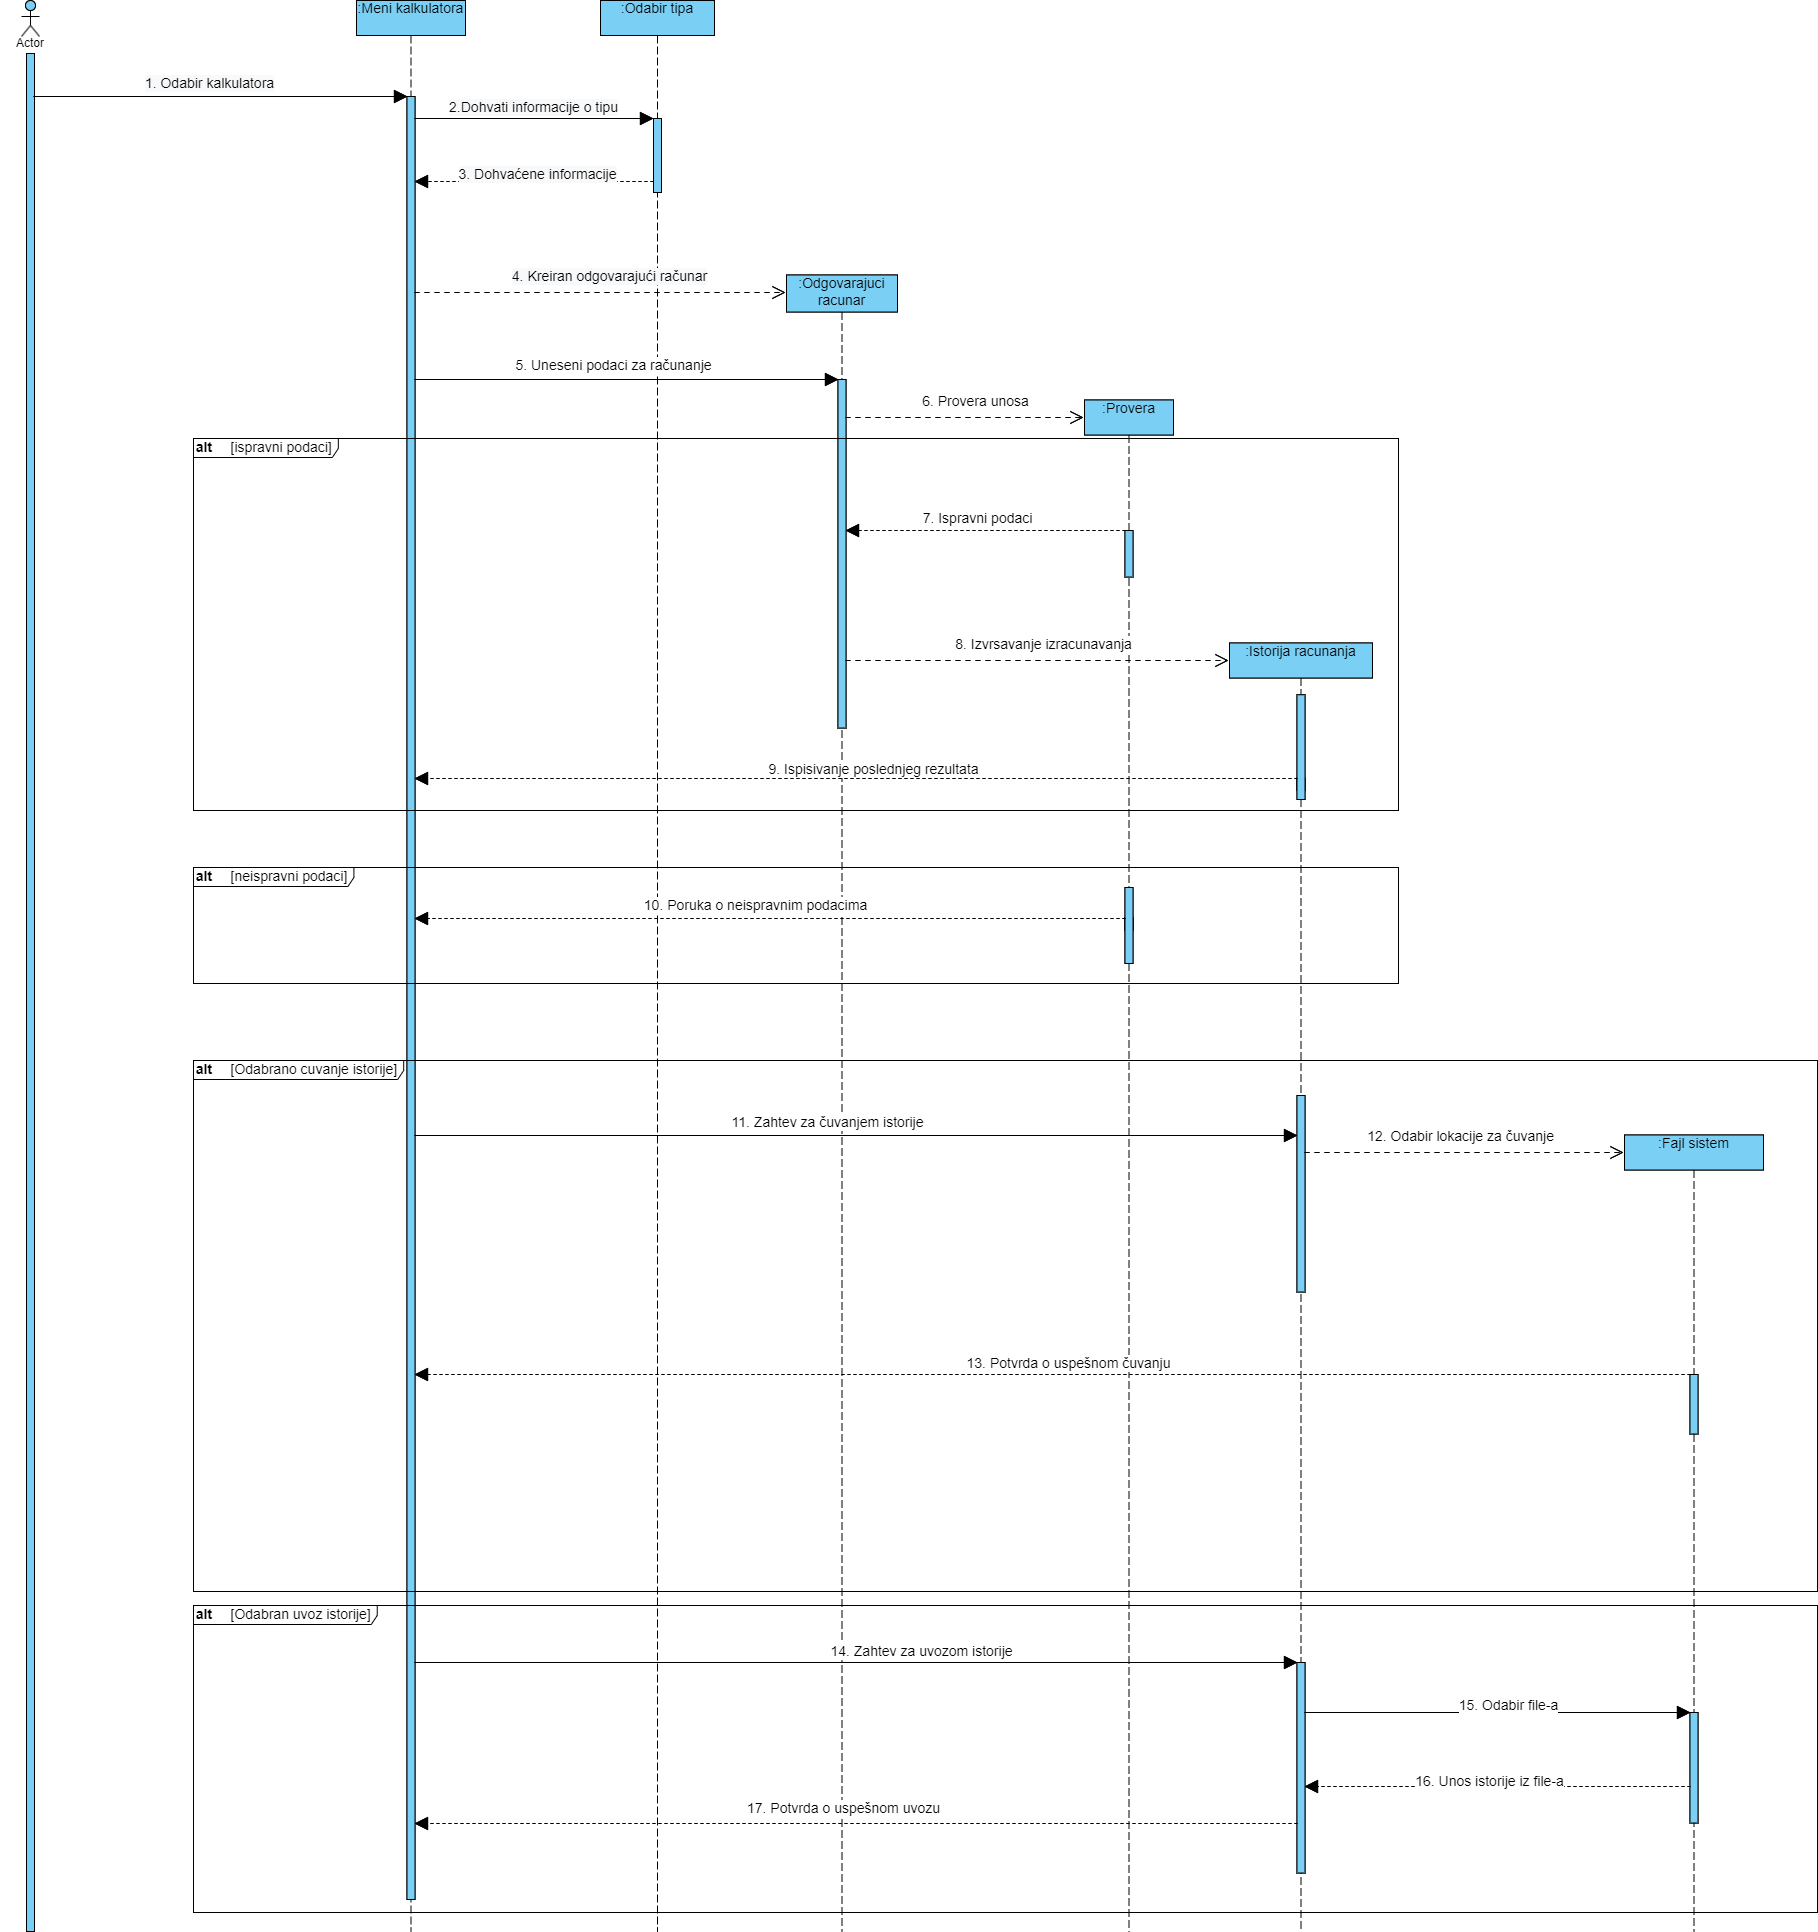 :Meni kalkulatora
:Odabir tipa
Actor
1. Odabir kalkulatora
2.Dohvati informacije o tipu
3. Dohvaćene informacije
4. Kreiran odgovarajući računar
:Odgovarajuci
racunar
5. Uneseni podaci za računanje
6. Provera unosa
:Provera
alt [ispravni podaci]
7. Ispravni podaci
8. Izvrsavanje izracunavanja
:Istorija racunanja
9. Ispisivanje poslednjeg rezultata
alt [neispravni podaci]
10. Poruka o neispravnim podacima
alt [Odabrano cuvanje istorije]
11. Zahtev za čuvanjem istorije
12. Odabir lokacije za čuvanje
:Fajl sistem
13. Potvrda o uspešnom čuvanju
alt [Odabran uvoz istorije]
14. Zahtev za uvozom istorije
15. Odabir file-a
16. Unos istorije iz file-a
17. Potvrda o uspešnom uvozu